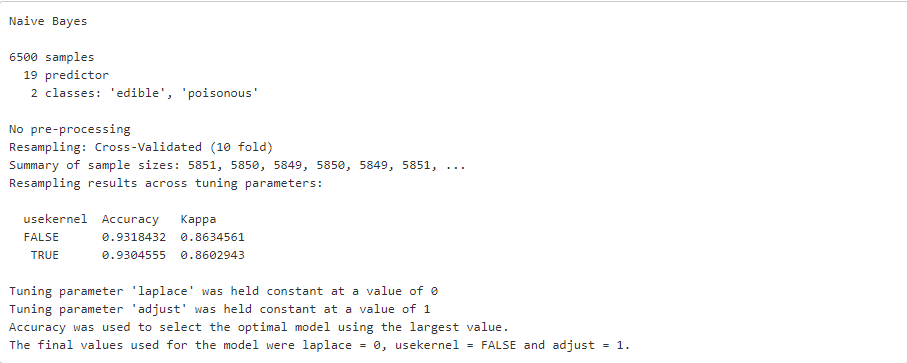 Naive Bayes
6500 samples
19 predictor
2 classes: 'edible', 'poisonous'
No pre-processing
Resampling: Cross-Validated (10 fold)
Summary of sample sizes: 5851, 5850, 5849, 5850, 5849, 5851, ...
Resampling results across tuning parameters:
usekernel Accuracy Kappa
FALSE 0.9318432 0.8634561
TRUE 0.9304555 0.8602943
Tuning parameter 'laplace' was held constant at a value of 0
Tuning parameter 'adjust' was held constant at a value of 1
Accuracy was used to select the optimal model using the largest value.
The final values used for the model were laplace = 0, usekernel = FALSE and adjust = 1.